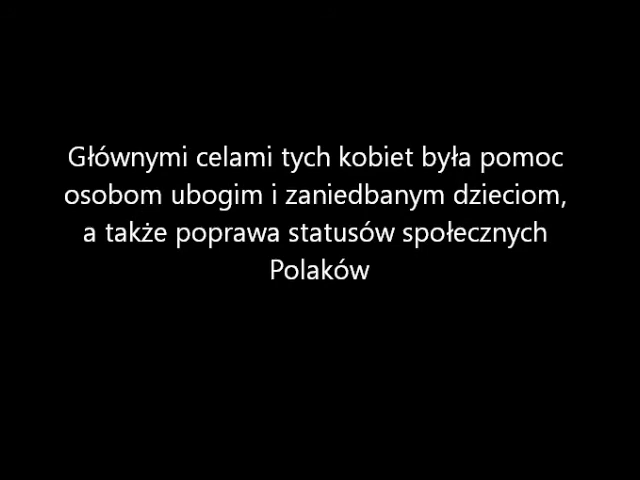 Głównymi celami tych kobiet była pomoc
osobom ubogim i zaniedbanym dzieciom,
a także poprawa statusów społecznych
Polaków